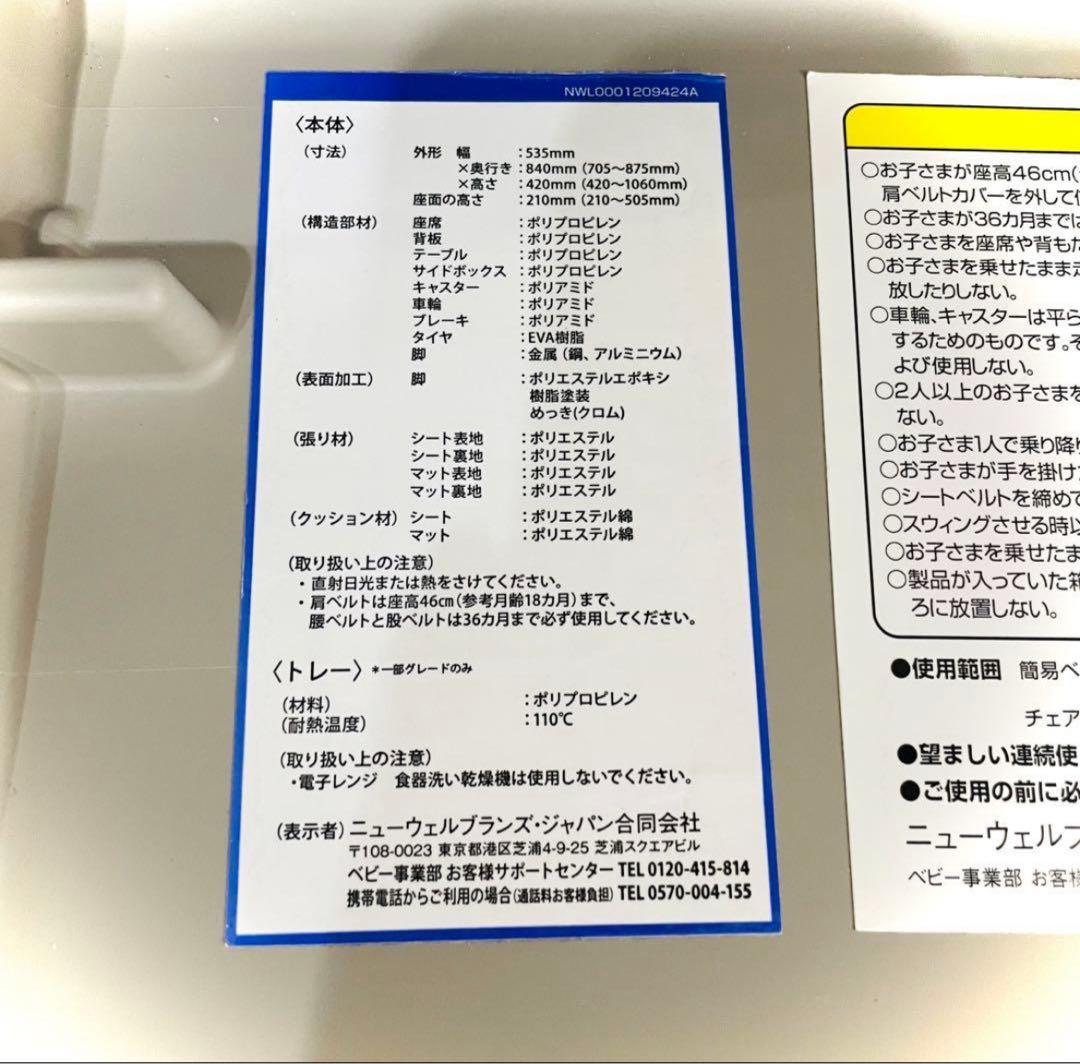 NWL0001209424A
〈本体〉
(寸法) 外形 幅 :535mm
×奥行き:840mm (705〜875mm)
×高さ :420mm (420〜1060mm)
座面の高さ :210mm (210〜505mm)
(構造部材) 座席 :ポリプロピレン
背板 :ポリプロピレン
テーブル :ポリプロピレン
サイドボックス :ポリプロピレン
キャスター :ポリアミド
車輪 :ポリアミド
ブレーキ :ポリアミド
タイヤ :EVA樹脂
脚 :金属 (鋼、アルミニウム)
(表面加工) 脚 :ポリエステルエポキシ
樹脂塗装
めっき(クロム)
(張り材) シート表地 :ポリエステル
シート裏地 :ポリエステル
マット表地 :ポリエステル
マット裏地 :ポリエステル
(クッション材) シート :ポリエステル綿
マット :ポリエステル綿
(取り扱い上の注意)
・直射日光または熱をさけてください。
・肩ベルトは座高46㎝(参考月齢18カ月)まで、
腰ベルトと股ベルトは36カ月まで必ず使用してください。
〈トレー〉*一部グレードのみ
(材料) :ポリプロピレン
(耐熱温度) :110℃
(取り扱い上の注意)
・電子レンジ 食器洗い乾燥機は使用しないでください。
(表示者) ニューウェルブランズ・ジャパン合同会社
〒108-0023 東京都港区芝浦4-9-25 芝浦スクエアビル
ベビー事業部 お客様サポートセンター TEL 0120-415-814
携帯電話からご利用の場合(通話料お客様負担) TEL 0570-004-155
○お子さまが座高46cm(
肩ベルトカバーを外して
○お子さまが36カ月まで
○お子さまを座席や背も
○お子さまを乗せたまま
放したりしない。
○車輪、キャスターは平ら
するためのものです。そ
よび使用しない。
○2人以上のお子さまを
ない。
○お子さま1人で乗り降り
○お子さまが手を掛け
○シートベルトを締めて
○スウィングさせる時以
○お子さまを乗せたま
○製品が入っていた箱
ろに放置しない。
●使用範囲 簡易ベ
チェア
●望ましい連続使
●ご使用の前に必
ニューウェルブ
ベビー事業部 お客様